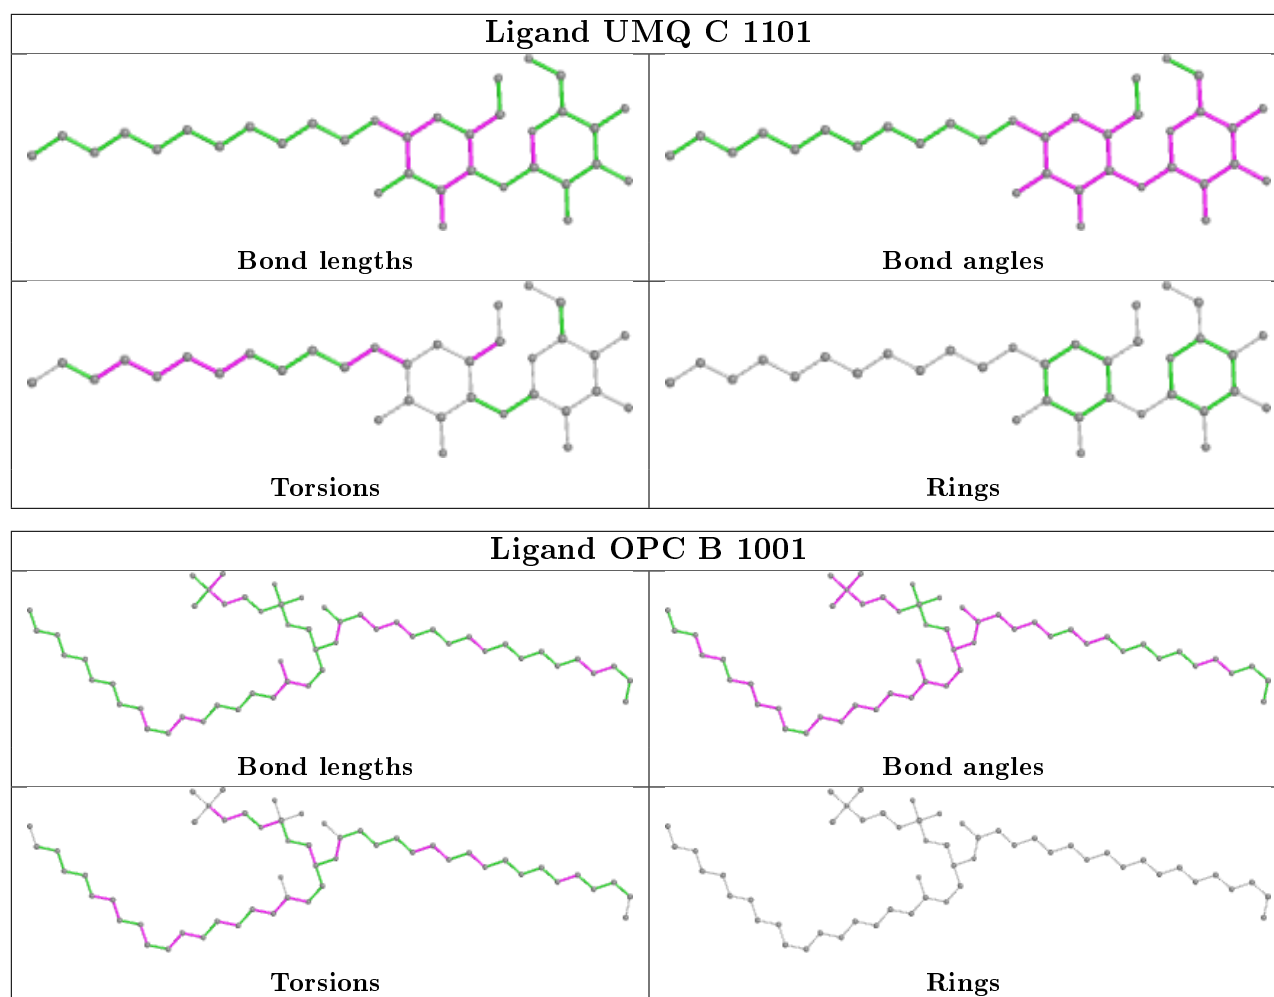 Ligand UMQ C 1101
Bond lengths
Bond angles
Torsions
Rings
Ligand OPC B 1001
Bond lengths
Bond angles
Torsions
Rings